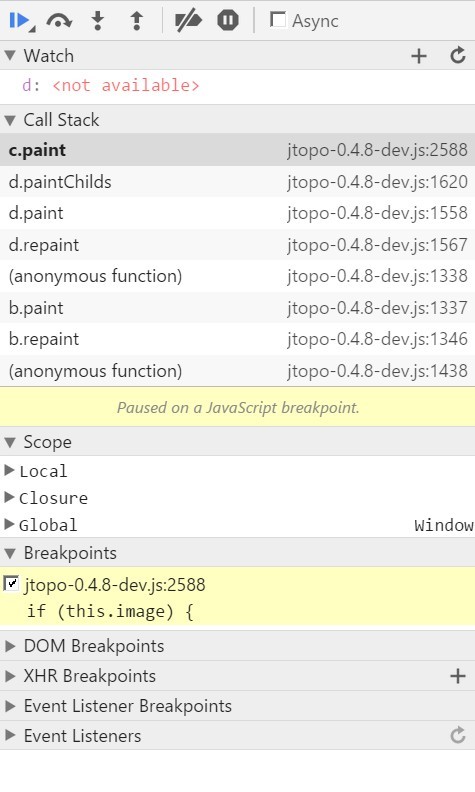 Async
Watch
d: <not available>
Call Stack
c.paint jtopo-0.4.8-dev.js:2588
d.paintChilds jtopo-0.4.8-dev.js:1620
d.paint jtopo-0.4.8-dev.js:1558
d.repaint jtopo-0.4.8-dev.js:1567
(anonymous function) jtopo-0.4.8-dev.js:1338
b.paint jtopo-0.4.8-dev.js:1337
b.repaint jtopo-0.4.8-dev.js:1346
(anonymous function) jtopo-0.4.8-dev.js:1438
Paused on a JavaScript breakpoint.
Scope
Local
Closure
Global Window
Breakpoints
jtopo-0.4.8-dev.js:2588
if (this.image) {
DOM Breakpoints
XHR Breakpoints
Event Listener Breakpoints
Event Listeners